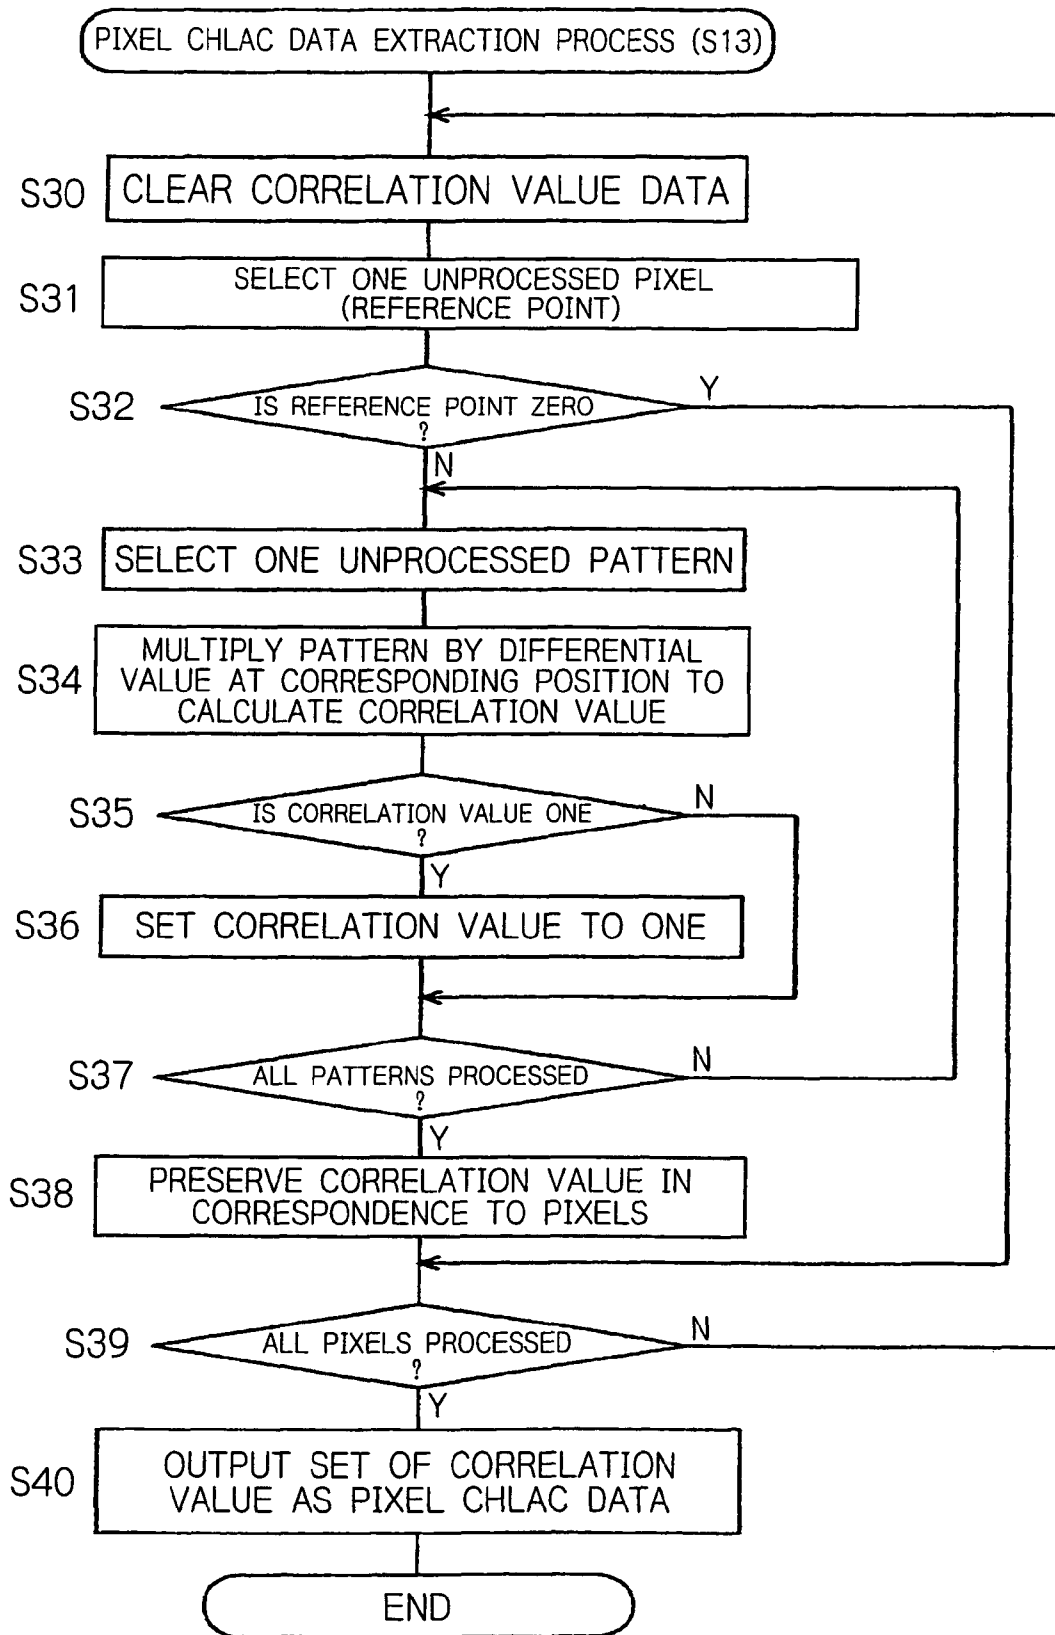 PIXEL CHLAC DATA EXTRACTION PROCESS (S13)
S30
CLEAR CORRELATION VALUE DATA
S31
SELECT ONE UNPROCESSED PIXEL
(REFERENCE POINT)
S32
IS REFERENCE POINT ZERO
?
Y
N
S33
SELECT ONE UNPROCESSED PATTERN
S34
MULTIPLY PATTERN BY DIFFERENTIAL
VALUE AT CORRESPONDING POSITION TO
CALCULATE CORRELATION VALUE
S35
IS CORRELATION VALUE ONE
?
N
Y
S36
SET CORRELATION VALUE TO ONE
S37
ALL PATTERNS PROCESSED
?
N
Y
S38
PRESERVE CORRELATION VALUE IN
CORRESPONDENCE TO PIXELS
S39
ALL PIXELS PROCESSED
?
N
Y
S40
OUTPUT SET OF CORRELATION
VALUE AS PIXEL CHLAC DATA
END